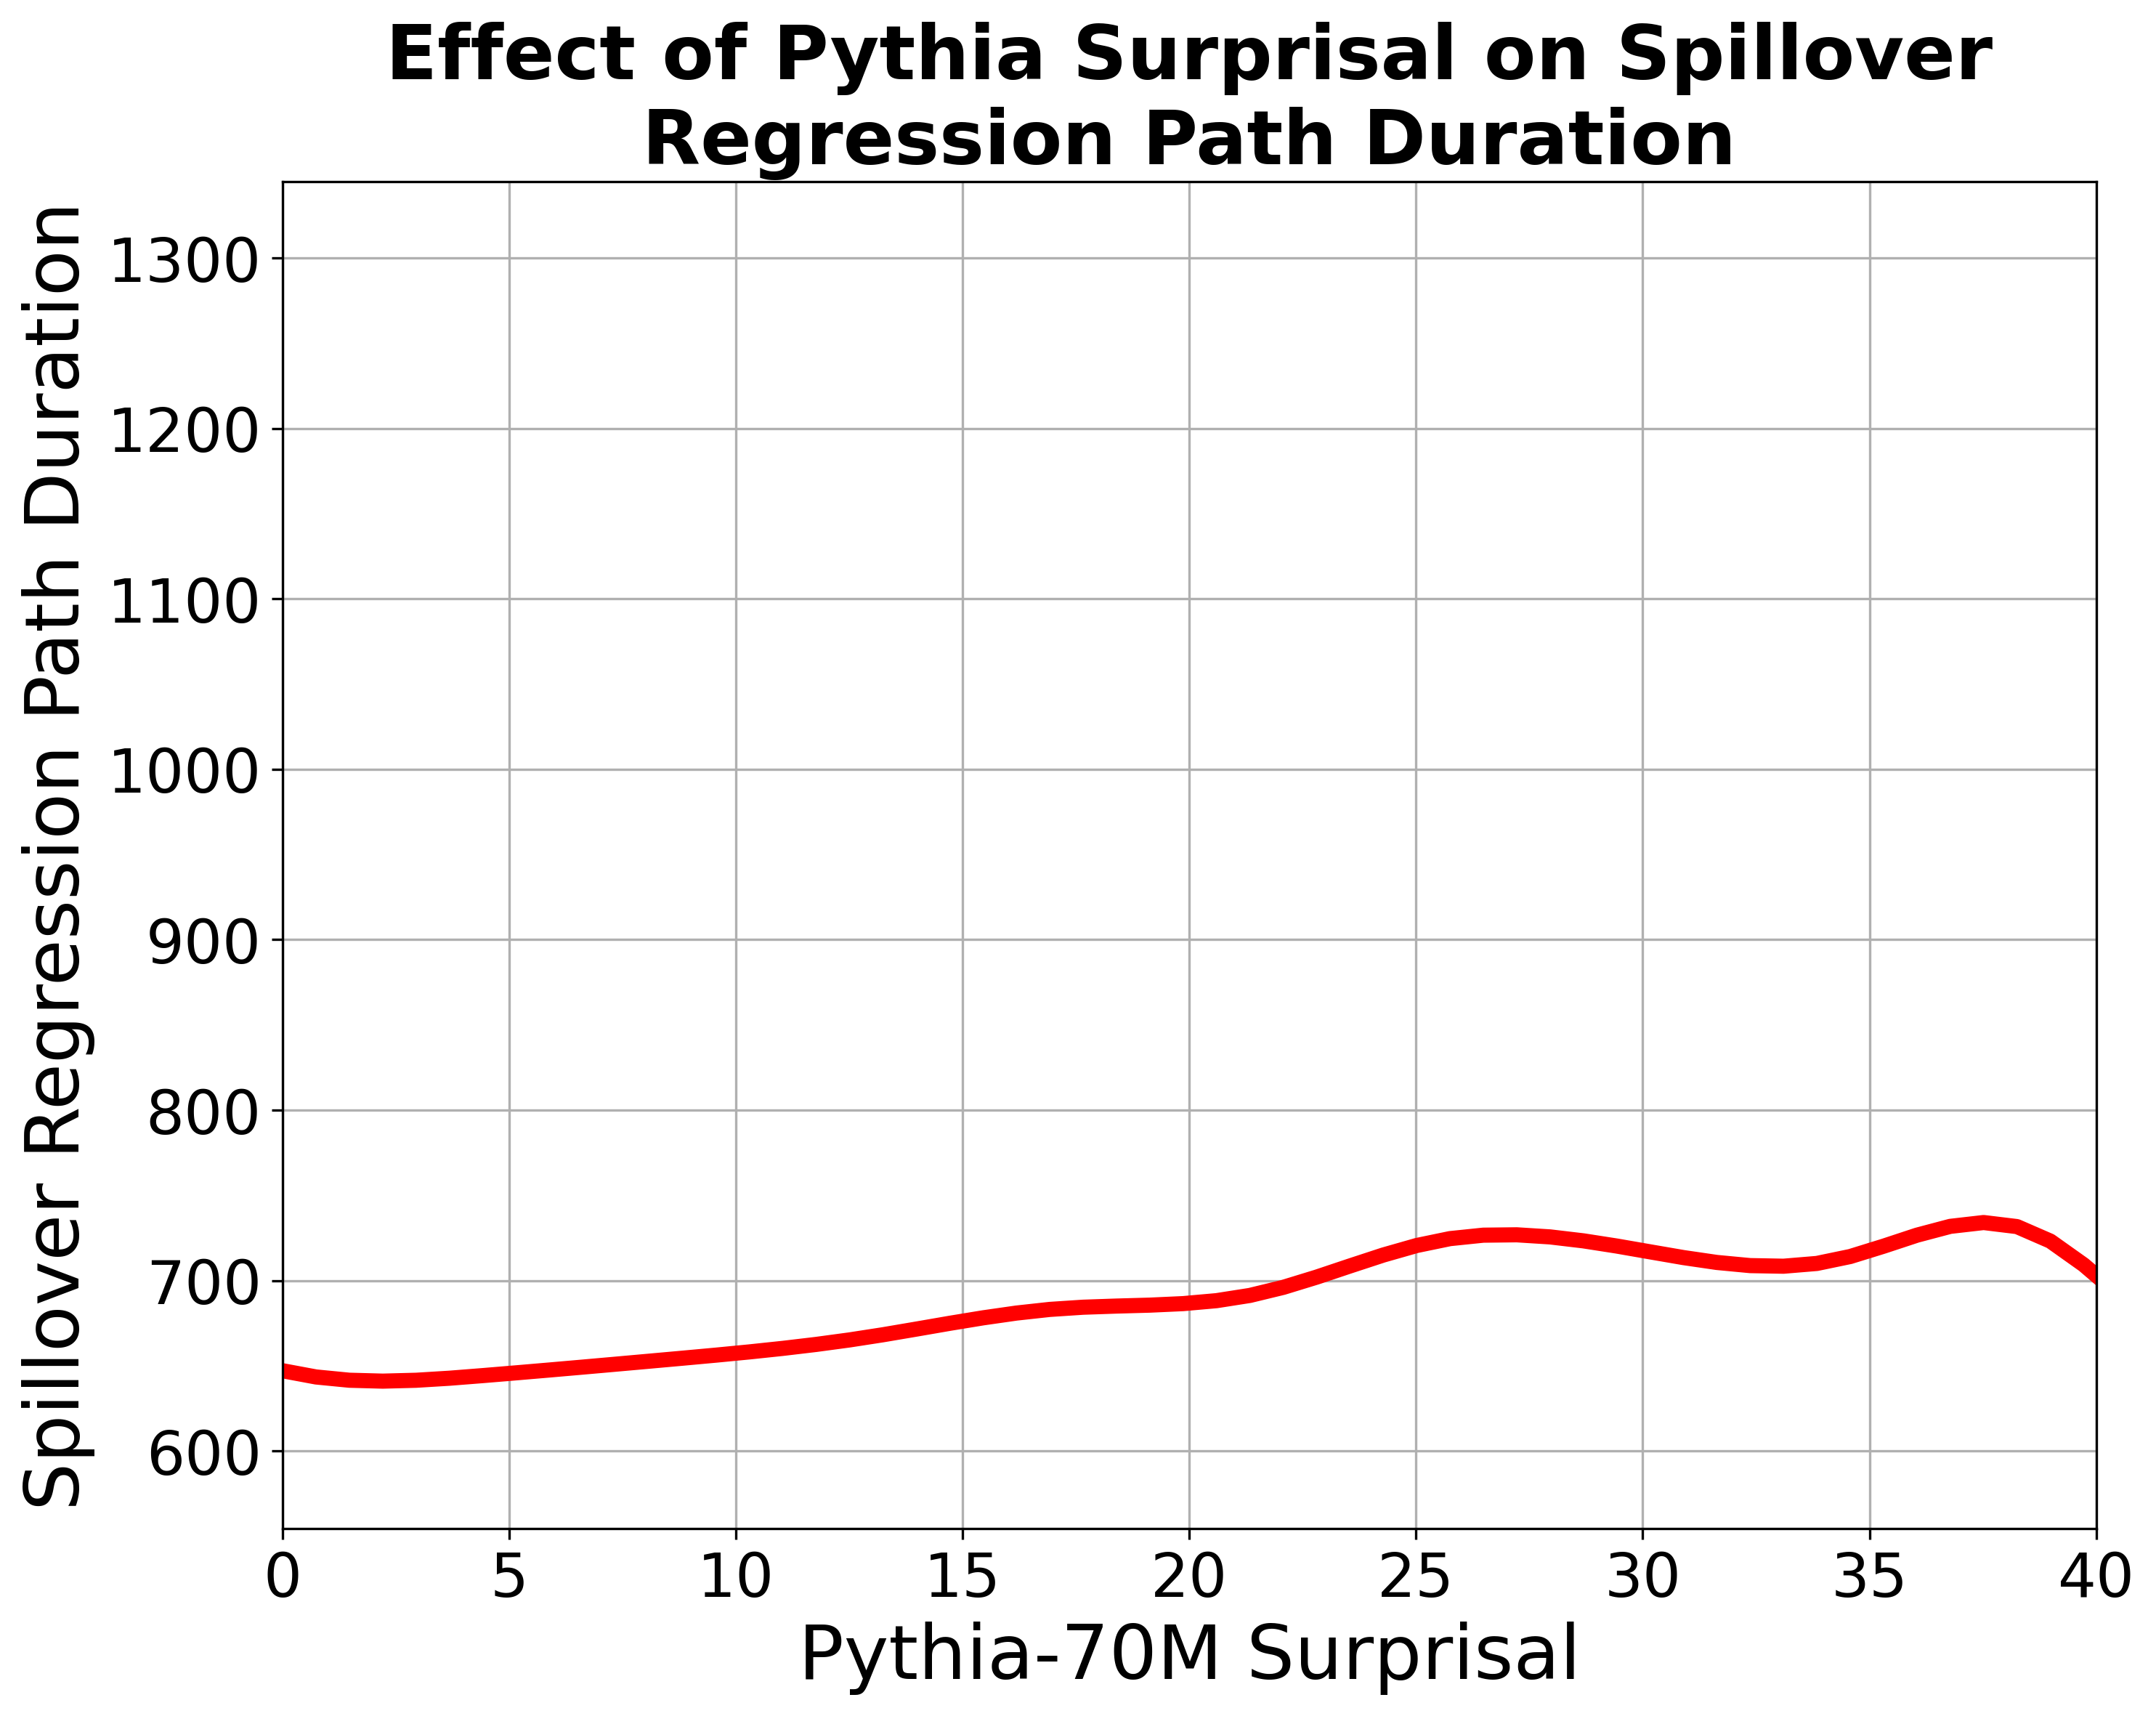 Effect of Pythia Surprisal on Spillover
Regression Path Duration
Spillover Regression Path Duration
1300
1200
1100
1000
900
800
700
600
0 5 10 15 20 25 30 35 40
Pythia-70M Surprisal